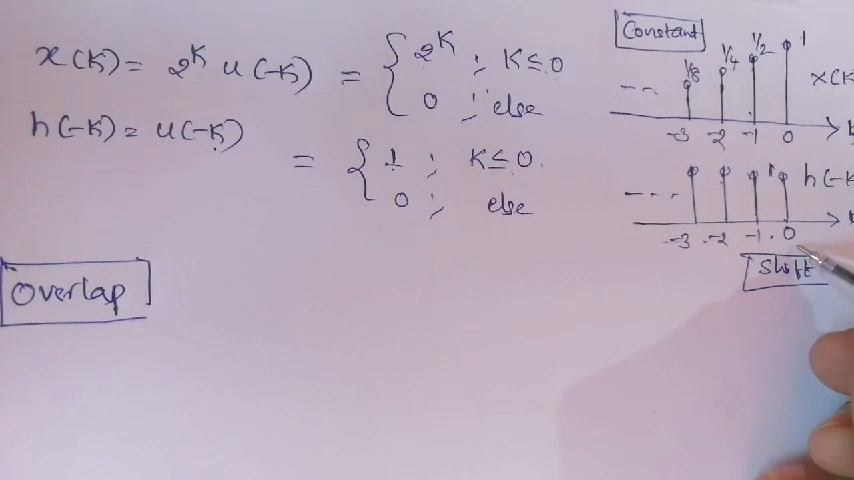 x(K) = 2^K u(-K) = { 2^K ; K ≤ 0
0 ; else
h(-K) = u(-K)
= { 1 ; K ≤ 0
0 ; else
Overlap
Constant
1/8 1/4 1/2 1
--- x(K
-3 -2 -1 0
1
--- h(-K
-3 -2 -1 0
Shift